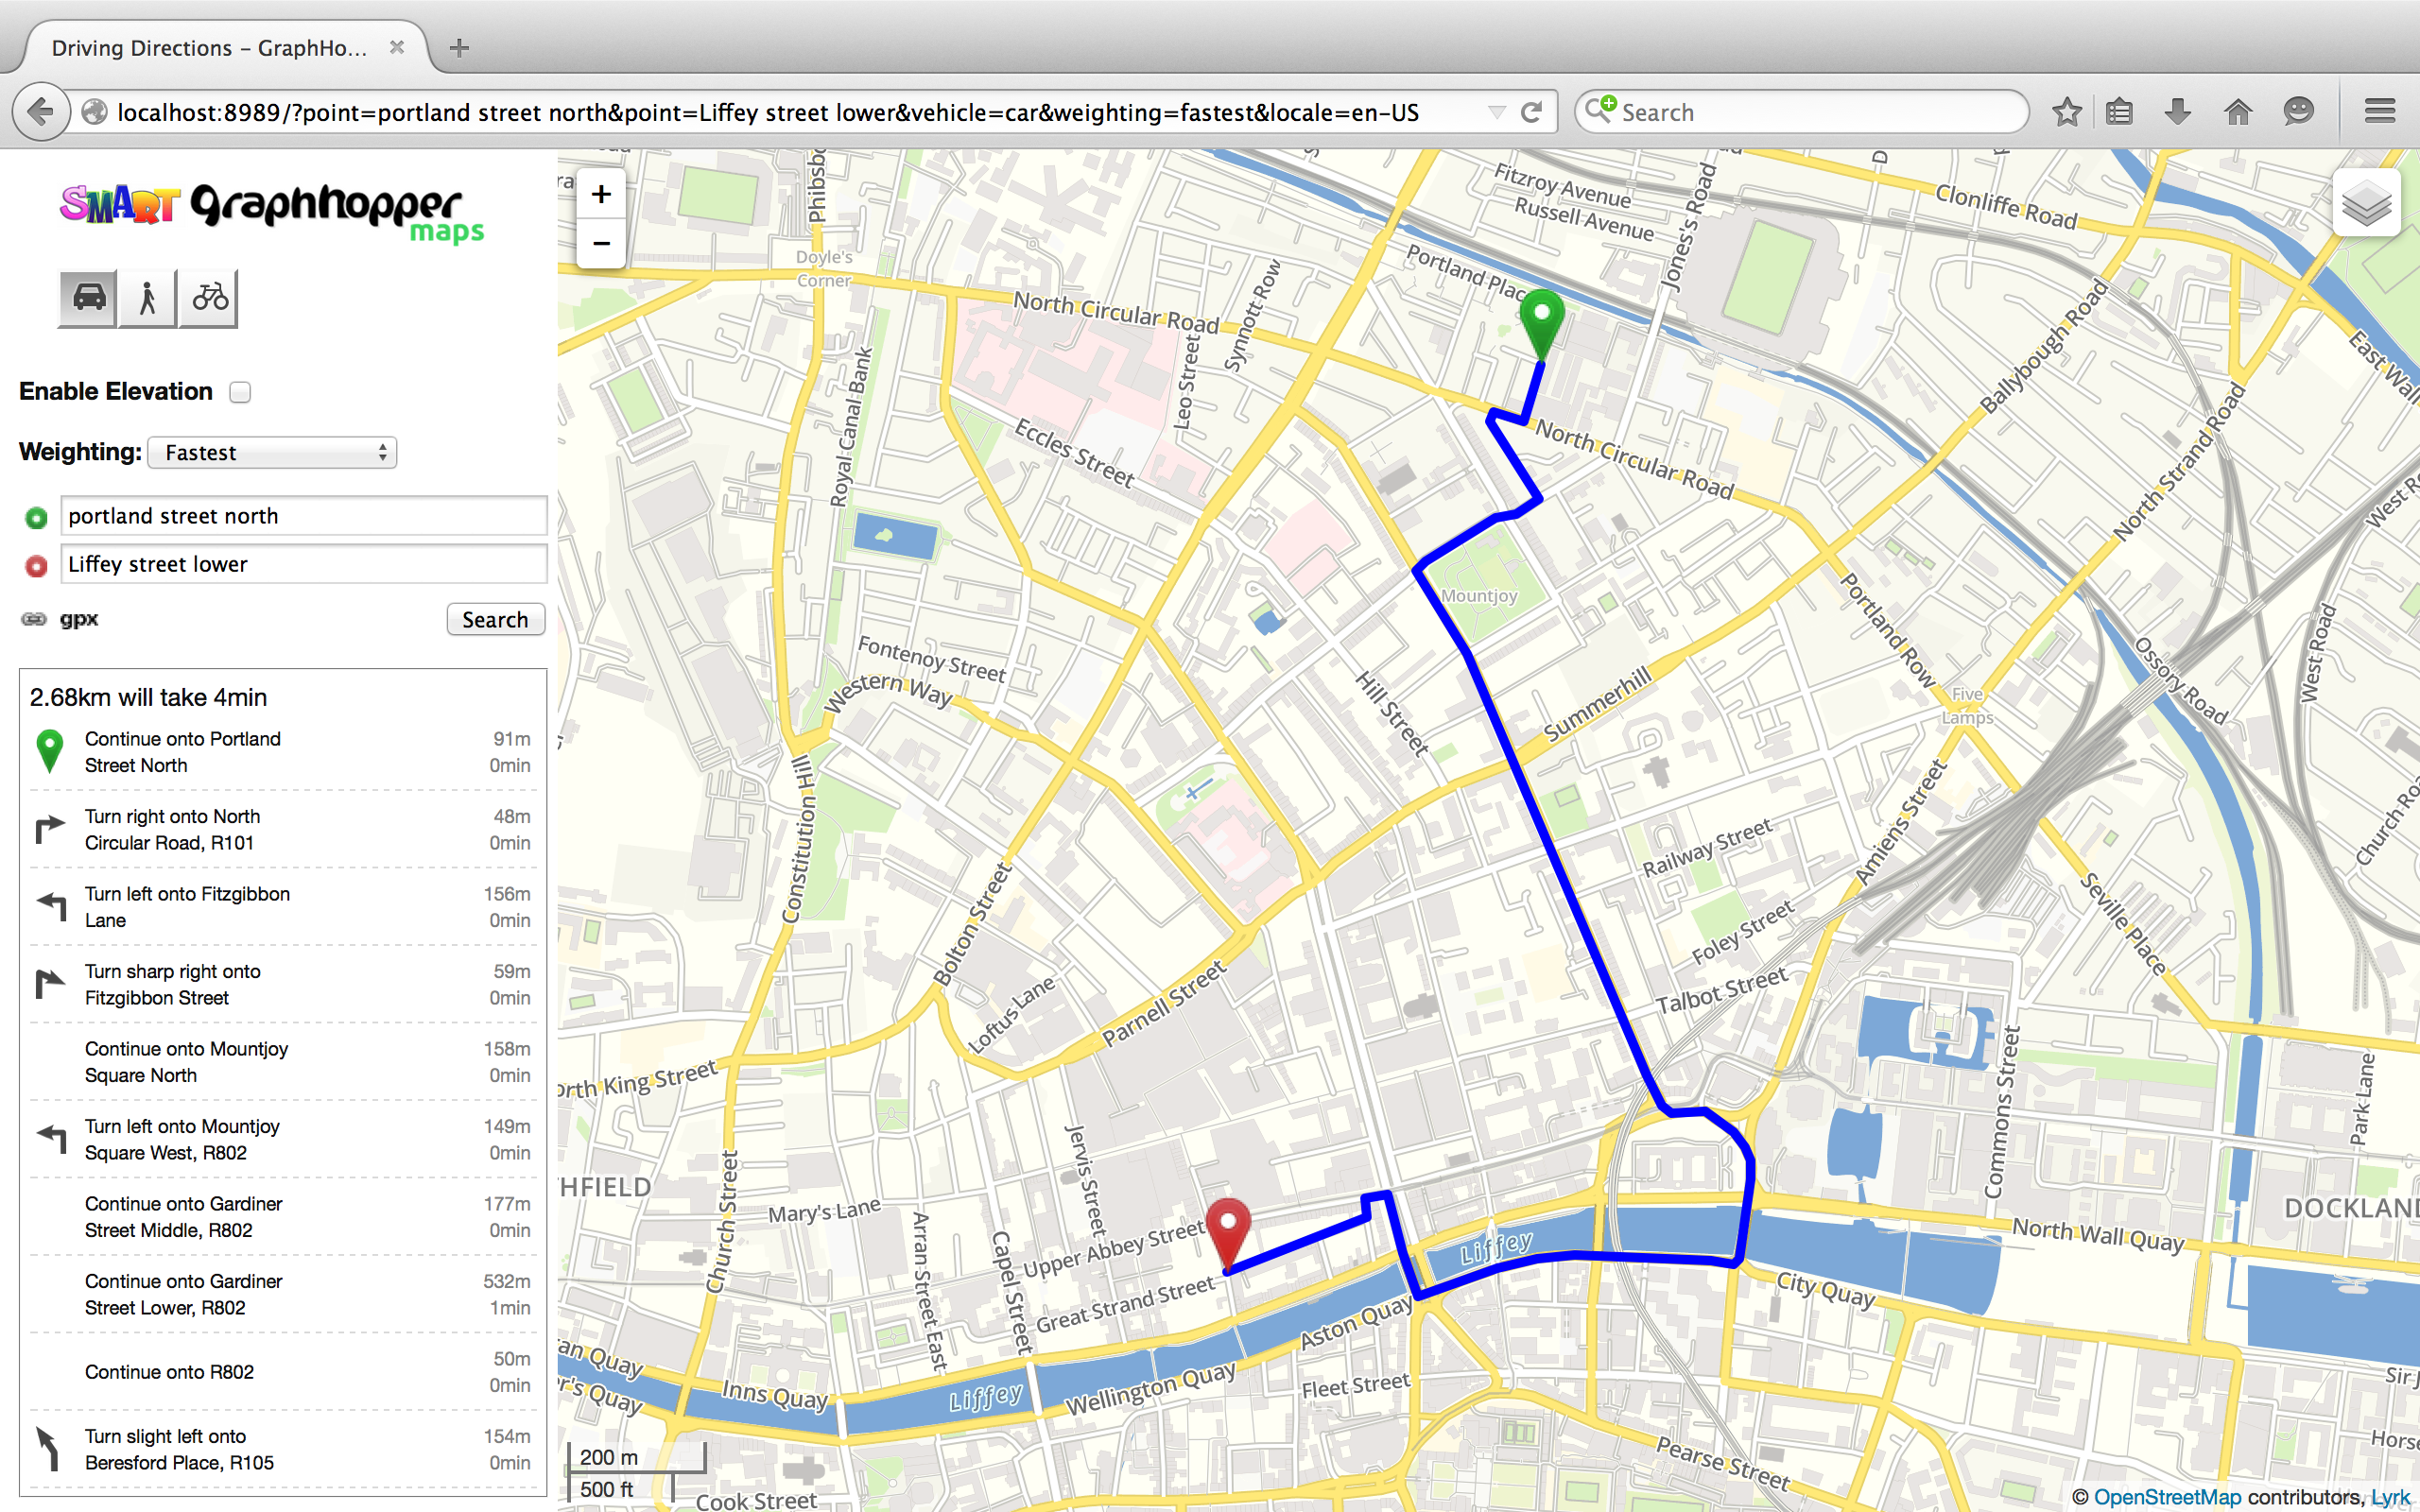 Driving Directions – GraphHo...
localhost:8989/?point=portland street north&point=Liffey street lower&vehicle=car&weighting=fastest&locale=en-US
Search
SMART graphhopper
maps
Enable Elevation
Weighting: Fastest
portland street north
Liffey street lower
gpx
Search
2.68km will take 4min
Continue onto Portland 91m
Street North 0min
Turn right onto North 48m
Circular Road, R101 0min
Turn left onto Fitzgibbon 156m
Lane 0min
Turn sharp right onto 59m
Fitzgibbon Street 0min
Continue onto Mountjoy 158m
Square North 0min
Turn left onto Mountjoy 149m
Square West, R802 0min
Continue onto Gardiner 177m
Street Middle, R802 0min
Continue onto Gardiner 532m
Street Lower, R802 1min
Continue onto R802 50m
0min
Turn slight left onto 154m
Beresford Place, R105 0min
+
−
Phibsbo
Doyle's
Corner
Fitzroy Avenue
Russell Avenue
Jones's Road
Clonliffe Road
Portland Plac
North Circular Road
Synnott Row
Leo Street
Royal Canal Bank
Eccles Street
North Circular Road
Ballybough Road
East Wall
North Strand Road
West Ro
Mountjoy
Portland Row
Fontenoy Street
Western Way
Hill Street
Summerhill
Five
Lamps
Ossory Road
West Road
Constitution Hill
Church Roa
Railway Street
Amiens Street
Bolton Street
Foley Street
Seville Place
Loftus Lane
Parnell Street
Talbot Street
orth King Street
Commons Street
Park Lane
Jervis Street
HFIELD
Church Street
Mary's Lane
Arran Street East
Capel Street
Upper Abbey Street
Great Strand Street
Liffey
North Wall Quay
DOCKLAND
City Quay
Aston Quay
an Quay
r's Quay
Inns Quay
Liffey
Wellington Quay
Fleet Street
Pearse Street
Sir J
Horse
200 m
500 ft
Cook Street
© OpenStreetMap contributors, Lyrk